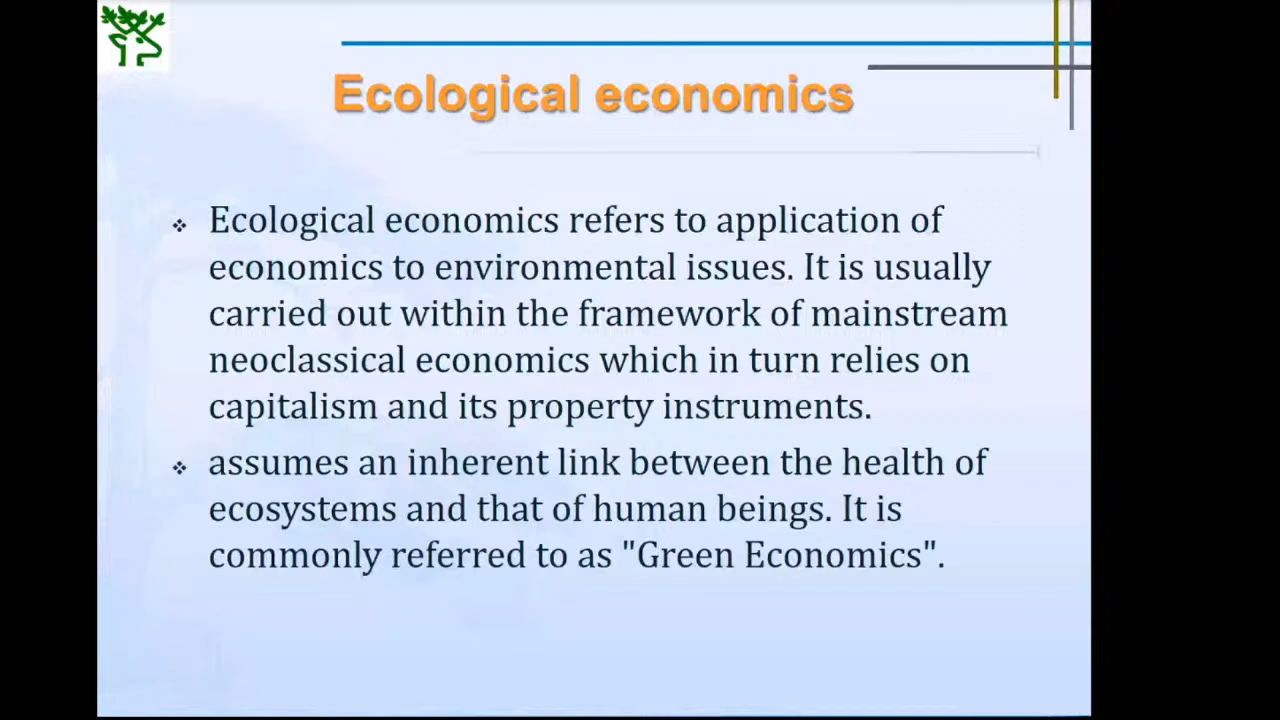 Ecological economics
Ecological economics refers to application of
economics to environmental issues. It is usually
carried out within the framework of mainstream
neoclassical economics which in turn relies on
capitalism and its property instruments.
assumes an inherent link between the health of
ecosystems and that of human beings. It is
commonly referred to as "Green Economics".